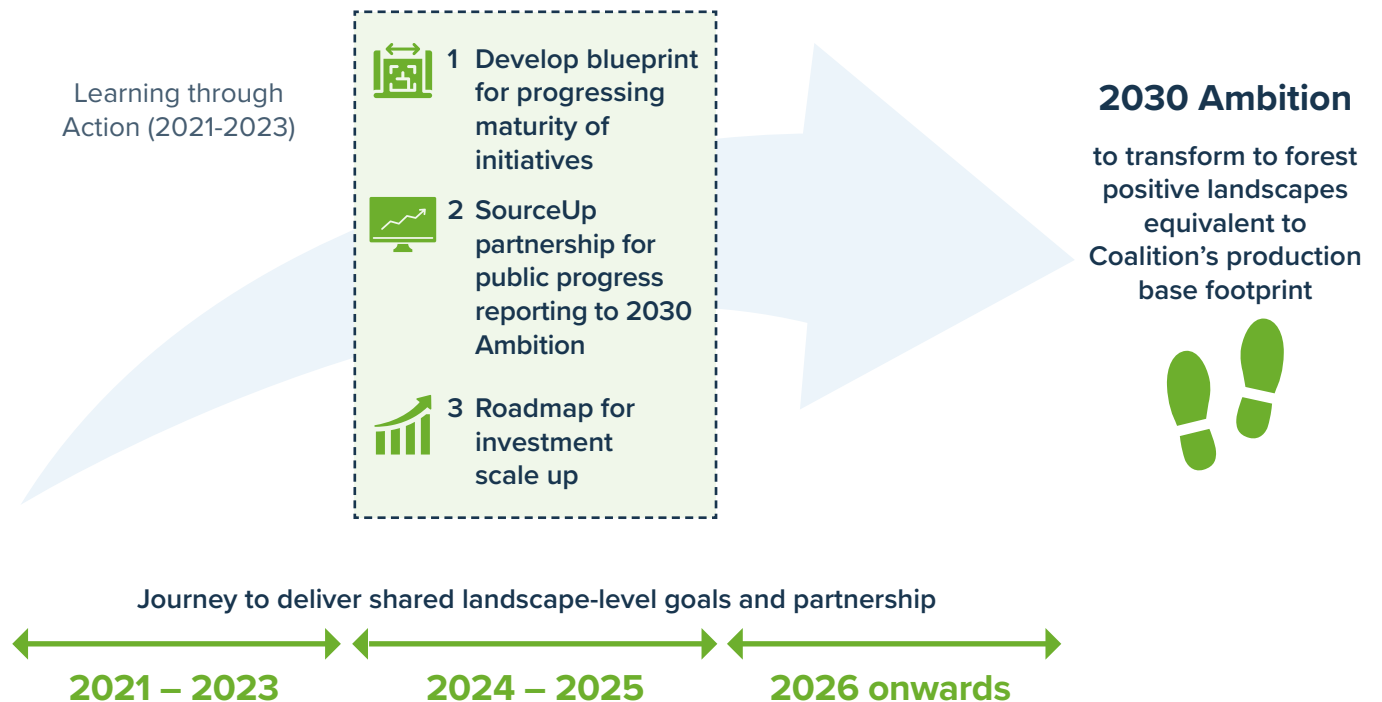 Learning through
Action (2021-2023)
1 Develop blueprint
for progressing
maturity of
initiatives
2 SourceUp
partnership for
public progress
reporting to 2030
Ambition
3 Roadmap for
investment
scale up
2030 Ambition
to transform to forest
positive landscapes
equivalent to
Coalition’s production
base footprint
Journey to deliver shared landscape-level goals and partnership
2021 – 2023
2024 – 2025
2026 onwards